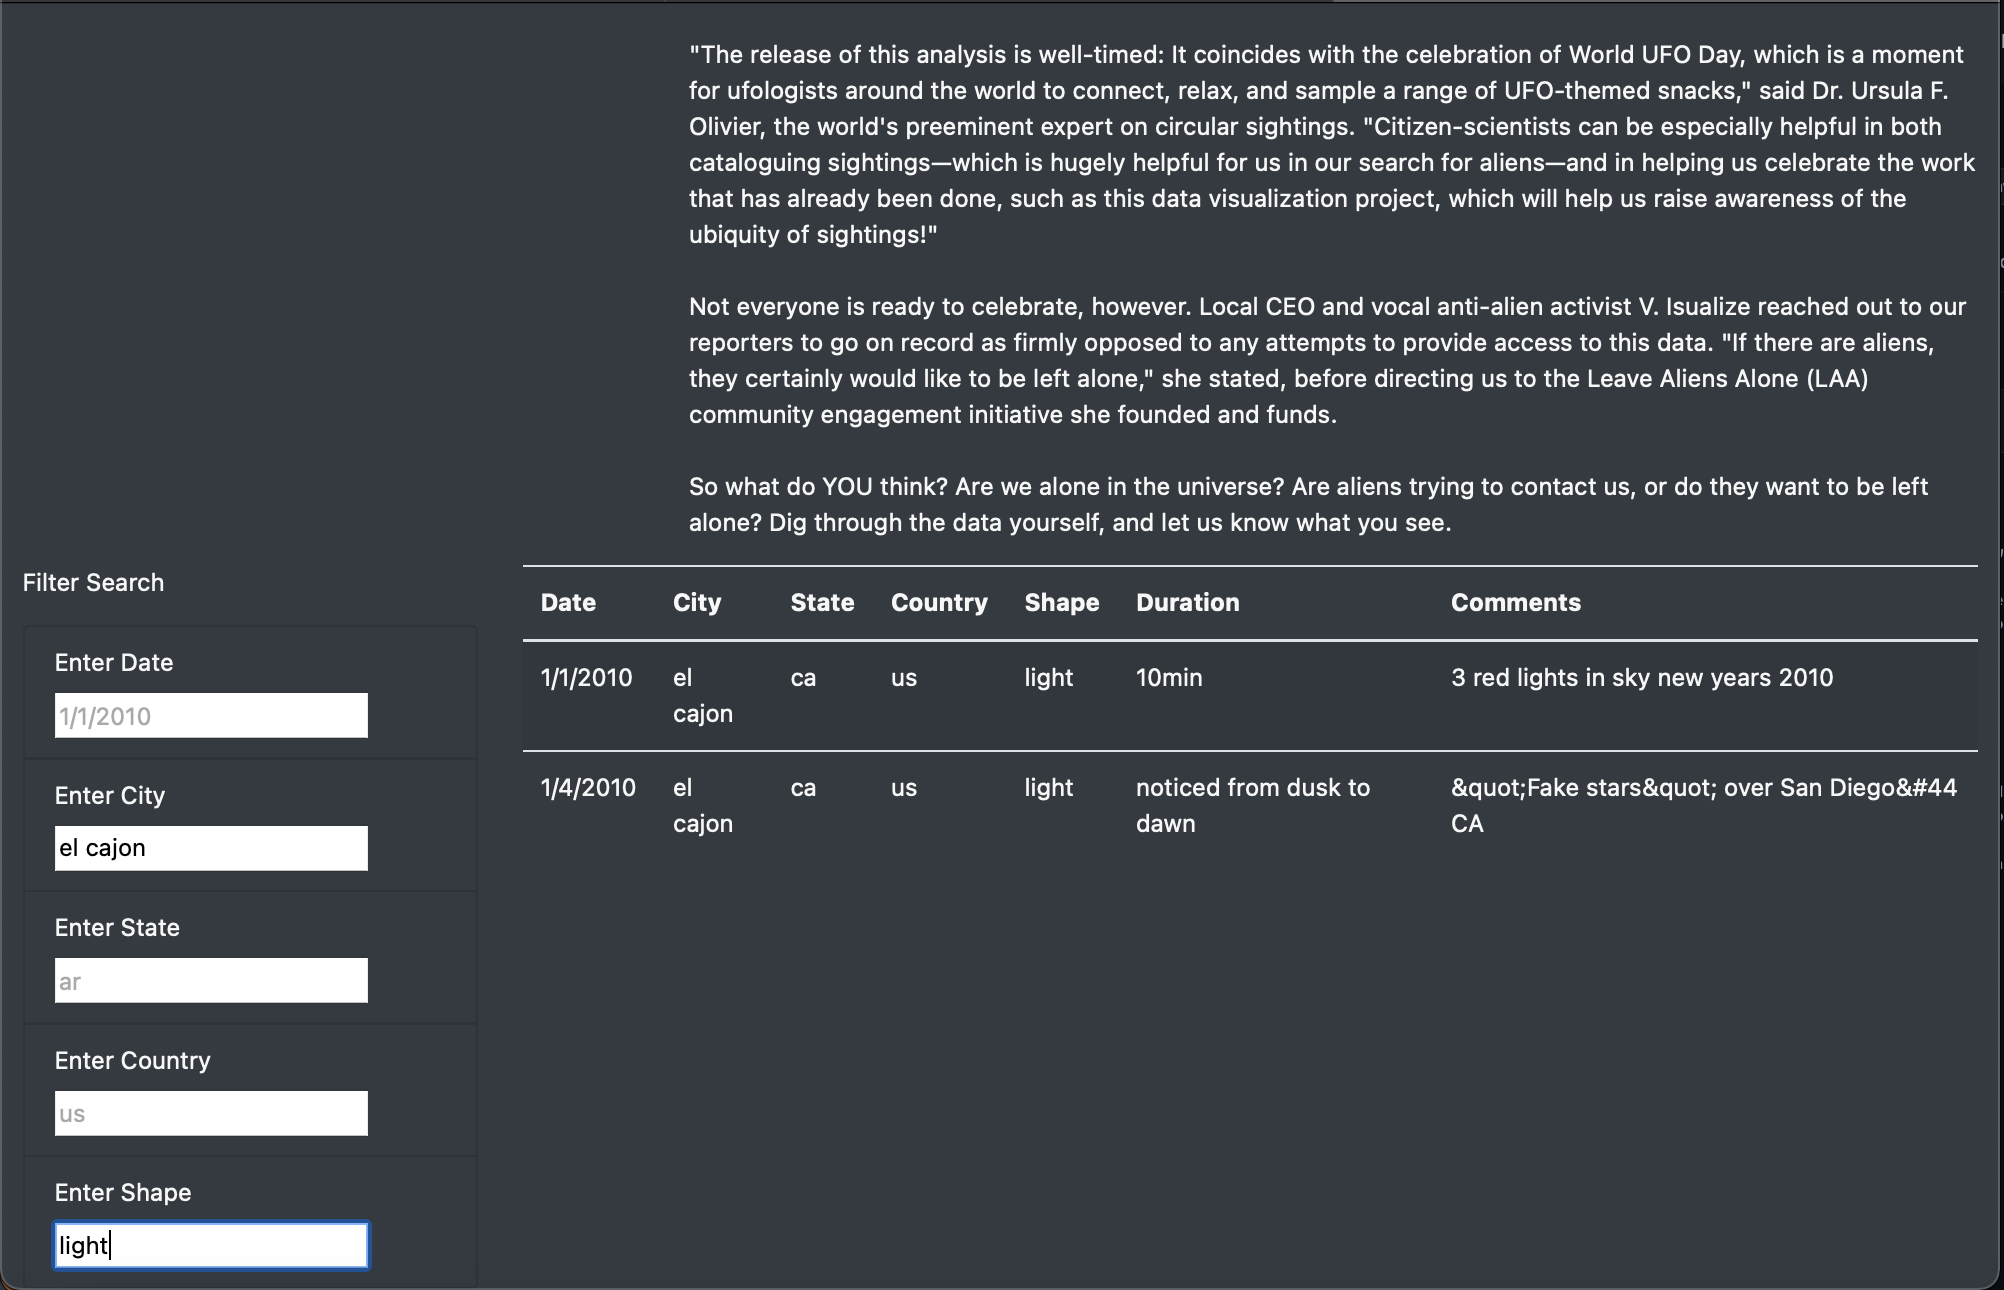 "The release of this analysis is well-timed: It coincides with the celebration of World UFO Day, which is a moment
for ufologists around the world to connect, relax, and sample a range of UFO-themed snacks," said Dr. Ursula F.
Olivier, the world's preeminent expert on circular sightings. "Citizen-scientists can be especially helpful in both
cataloguing sightings—which is hugely helpful for us in our search for aliens—and in helping us celebrate the work
that has already been done, such as this data visualization project, which will help us raise awareness of the
ubiquity of sightings!"
Not everyone is ready to celebrate, however. Local CEO and vocal anti-alien activist V. Isualize reached out to our
reporters to go on record as firmly opposed to any attempts to provide access to this data. "If there are aliens,
they certainly would like to be left alone," she stated, before directing us to the Leave Aliens Alone (LAA)
community engagement initiative she founded and funds.
So what do YOU think? Are we alone in the universe? Are aliens trying to contact us, or do they want to be left
alone? Dig through the data yourself, and let us know what you see.
Filter Search
Enter Date
1/1/2010
Enter City
el cajon
Enter State
ar
Enter Country
us
Enter Shape
light
Date City State Country Shape Duration Comments
1/1/2010 el ca us light 10min 3 red lights in sky new years 2010
cajon
1/4/2010 el ca us light noticed from dusk to &quot;Fake stars&quot; over San Diego&#44
cajon dawn CA